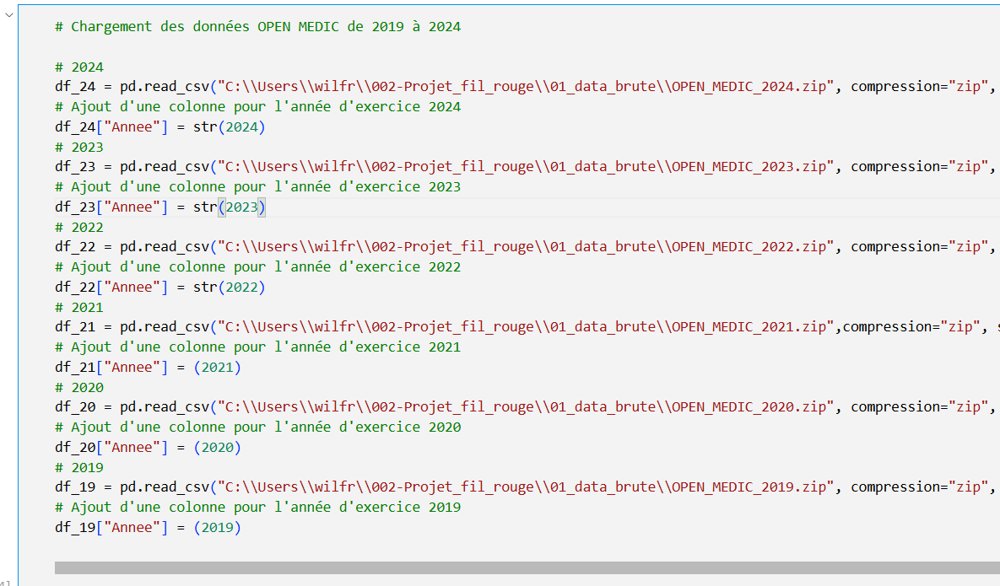 # Chargement des données OPEN MEDIC de 2019 à 2024
# 2024
df_24 = pd.read_csv("C:\\Users\\wilfr\\002-Projet_fil_rouge\\01_data_brute\\OPEN_MEDIC_2024.zip", compression="zip",
# Ajout d'une colonne pour l'année d'exercice 2024
df_24["Annee"] = str(2024)
# 2023
df_23 = pd.read_csv("C:\\Users\\wilfr\\002-Projet_fil_rouge\\01_data_brute\\OPEN_MEDIC_2023.zip", compression="zip",
# Ajout d'une colonne pour l'année d'exercice 2023
df_23["Annee"] = str(2023)
# 2022
df_22 = pd.read_csv("C:\\Users\\wilfr\\002-Projet_fil_rouge\\01_data_brute\\OPEN_MEDIC_2022.zip", compression="zip",
# Ajout d'une colonne pour l'année d'exercice 2022
df_22["Annee"] = str(2022)
# 2021
df_21 = pd.read_csv("C:\\Users\\wilfr\\002-Projet_fil_rouge\\01_data_brute\\OPEN_MEDIC_2021.zip",compression="zip",
# Ajout d'une colonne pour l'année d'exercice 2021
df_21["Annee"] = (2021)
# 2020
df_20 = pd.read_csv("C:\\Users\\wilfr\\002-Projet_fil_rouge\\01_data_brute\\OPEN_MEDIC_2020.zip", compression="zip",
# Ajout d'une colonne pour l'année d'exercice 2020
df_20["Annee"] = (2020)
# 2019
df_19 = pd.read_csv("C:\\Users\\wilfr\\002-Projet_fil_rouge\\01_data_brute\\OPEN_MEDIC_2019.zip", compression="zip",
# Ajout d'une colonne pour l'année d'exercice 2019
df_19["Annee"] = (2019)